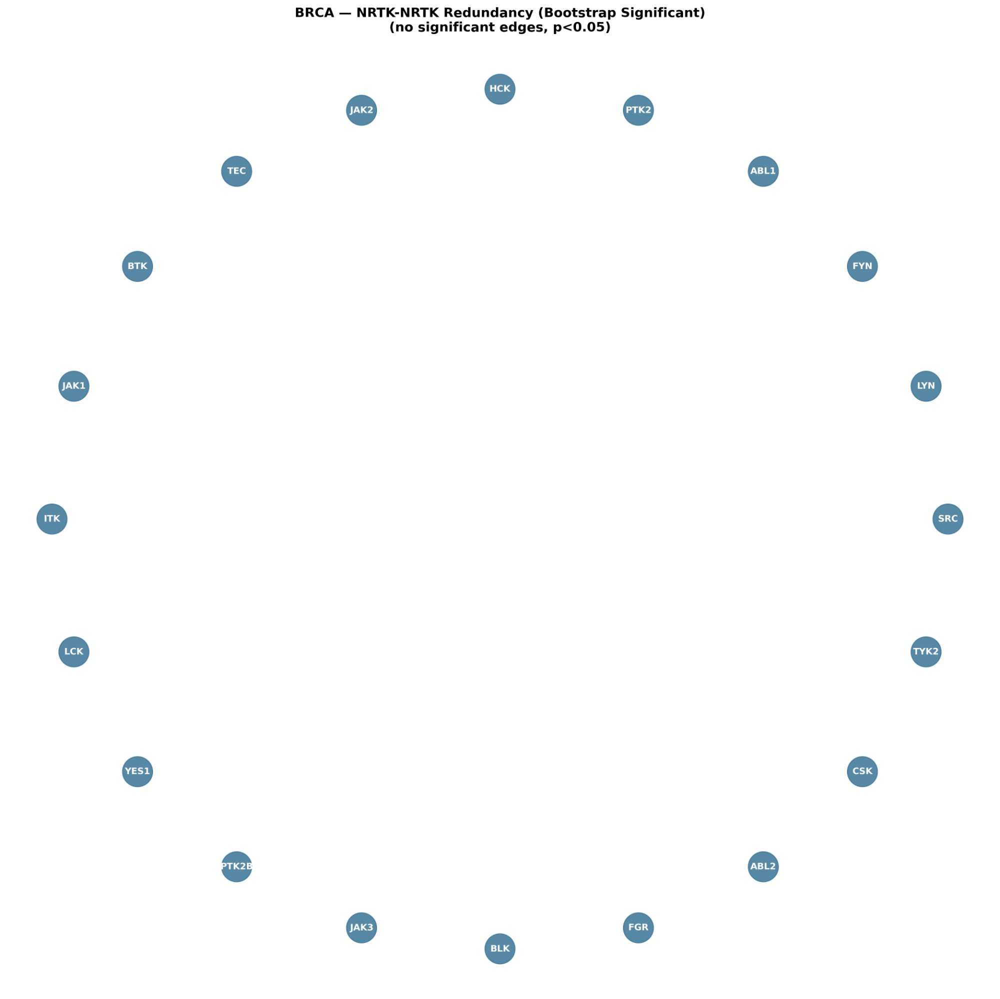 BRCA — NRTK-NRTK Redundancy (Bootstrap Significant)
(no significant edges, p<0.05)
HCK
JAK2
PTK2
TEC
ABL1
BTK
FYN
JAK1
LYN
ITK
SRC
LCK
TYK2
YES1
CSK
PTK2B
ABL2
JAK3
FGR
BLK